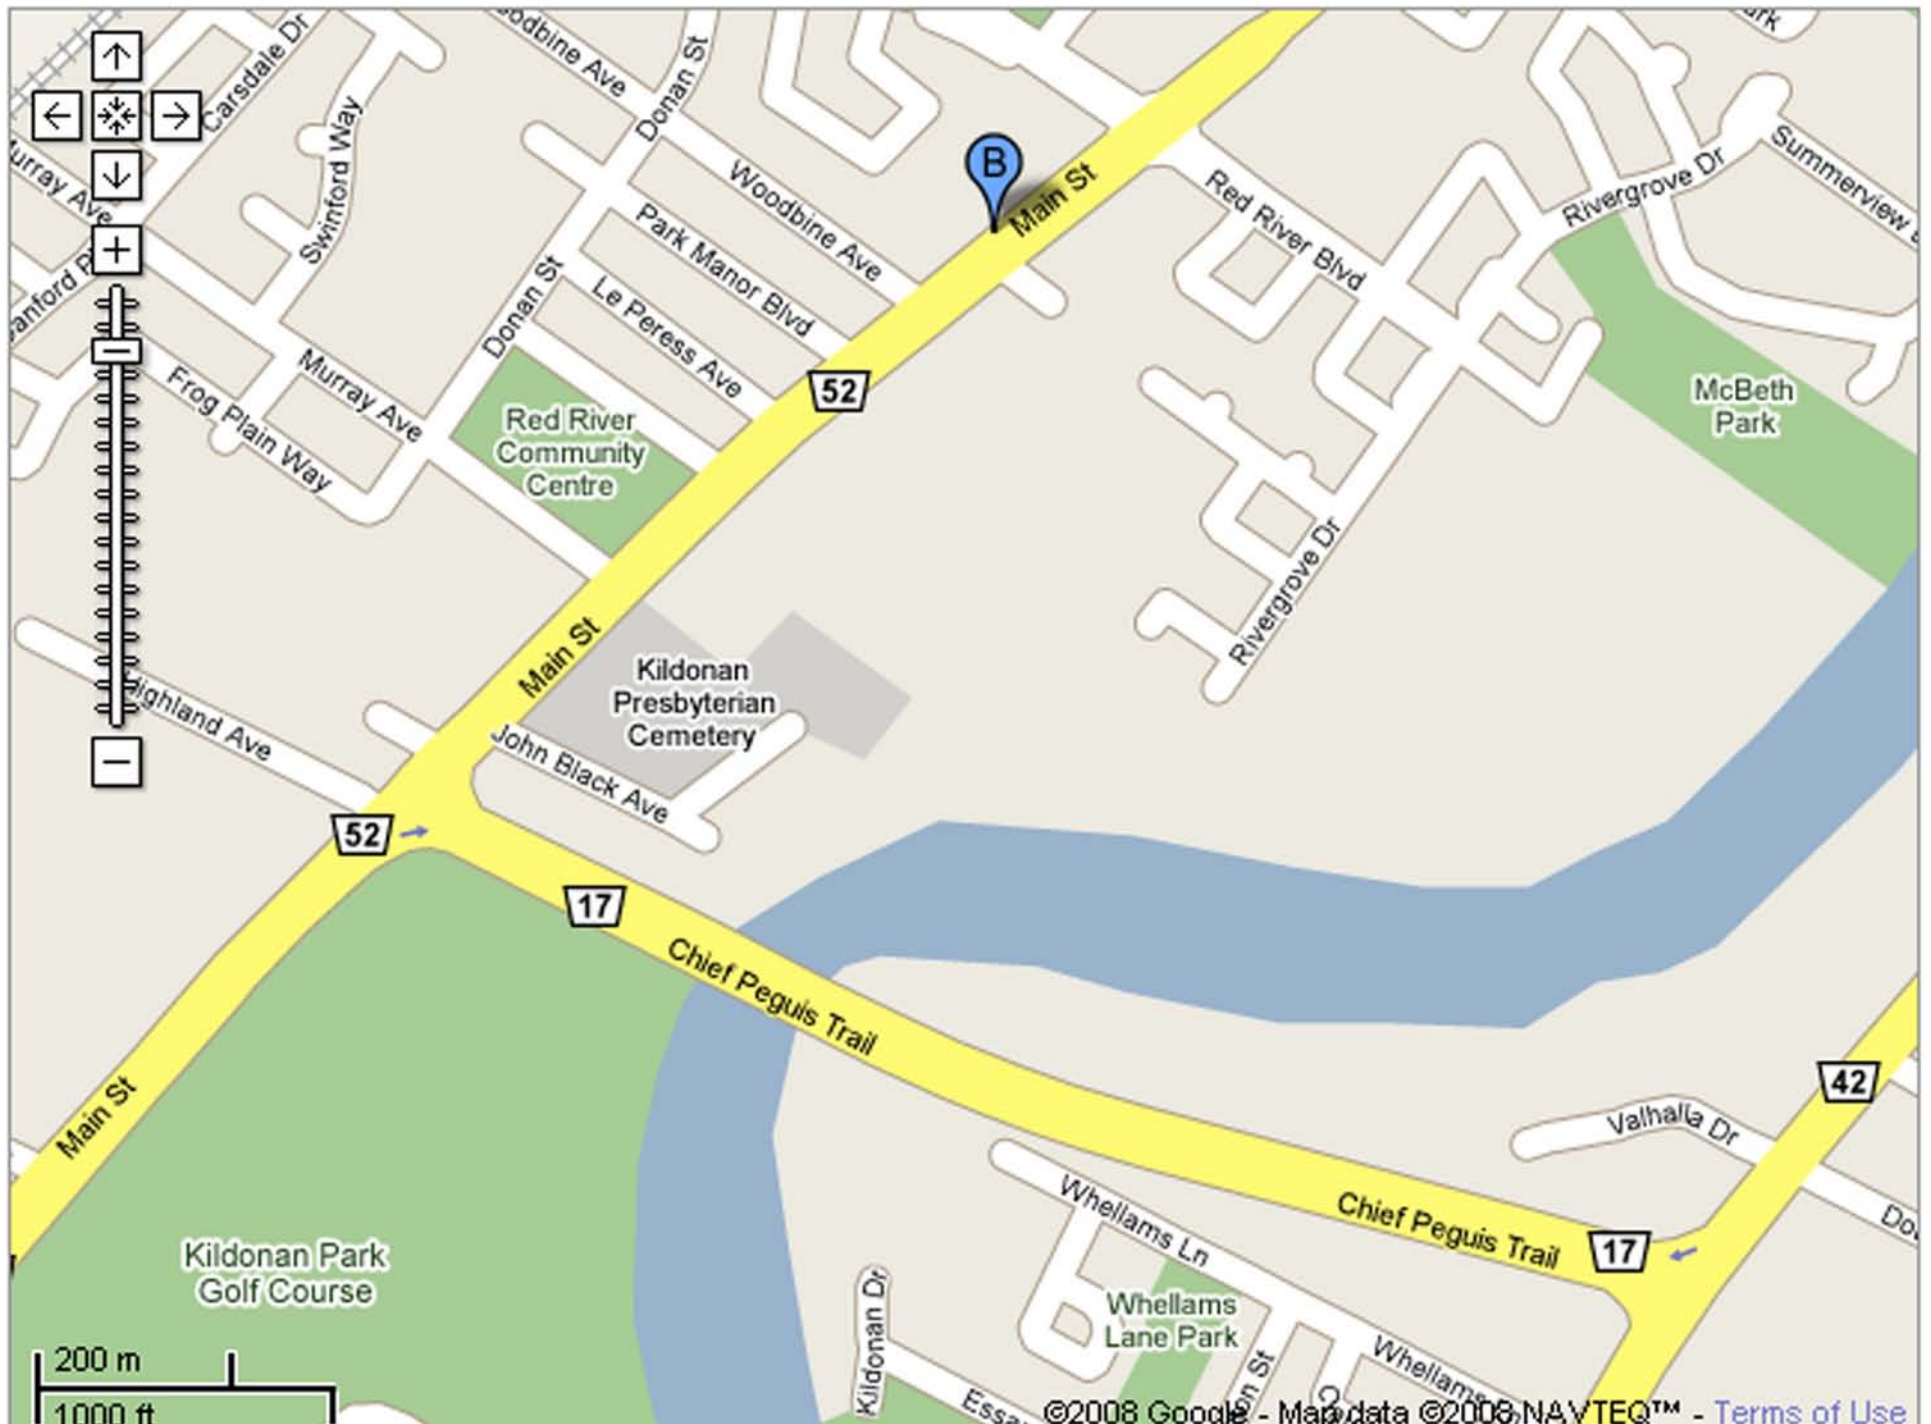 Carsdale Dr
Woodbine Ave
Donan St
Swinford Way
Murray Ave
B
Main St
Woodbine Ave
Red River Blvd
Rivergrove Dr
Summerview
Park Manor Blvd
Donan St
Le Peress Ave
Murray Ave
Frog Plain Way
52
McBeth
Park
Red River
Community
Centre
Rivergrove Dr
Main St
Kildonan
Presbyterian
Cemetery
Highland Ave
John Black Ave
52
17
Chief Peguis Trail
42
Main St
Valhalla Dr
Whellams Ln
Chief Peguis Trail
17
Kildonan Park
Golf Course
Kildonan Dr
Whellams
Lane Park
Whellams
200 m
1000 ft
©2008 Google - Map data ©2008 NAVTEQ™ - Terms of Use